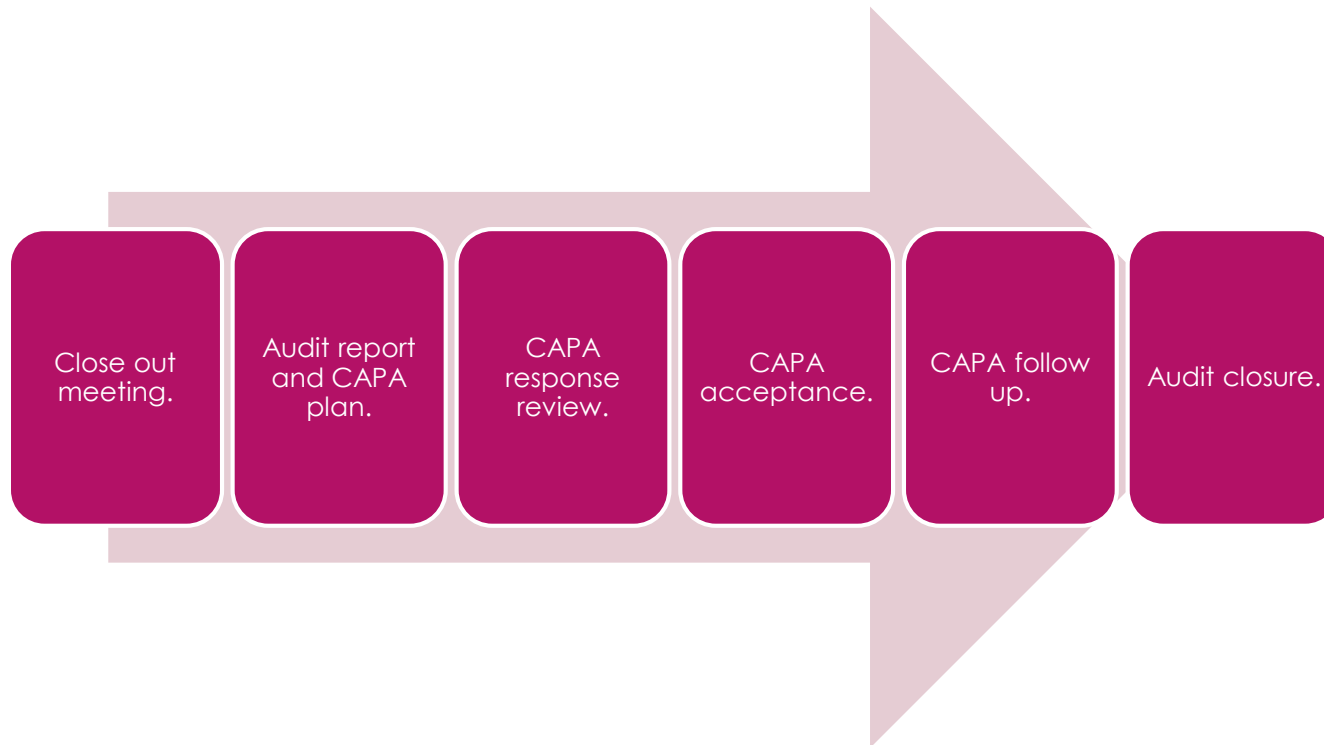 Close out
meeting.
Audit report
and CAPA
plan.
CAPA
response
review.
CAPA
acceptance.
CAPA follow
up.
Audit closure.